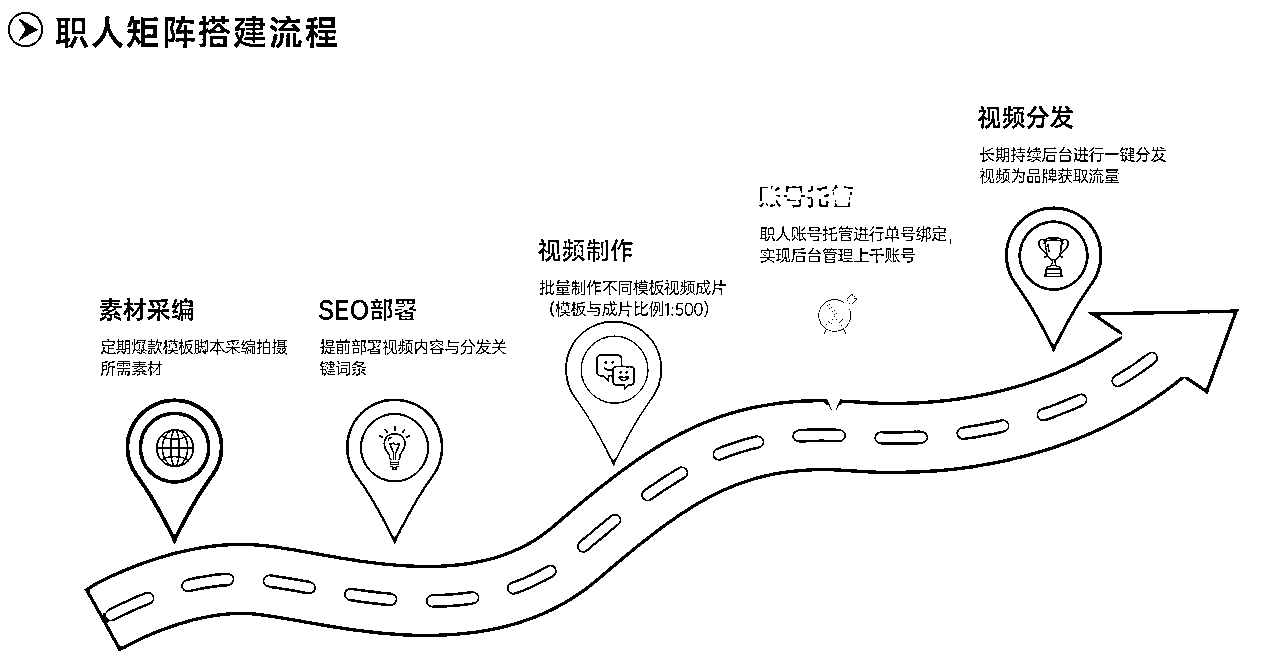 职人矩阵搭建流程
素材采编
定期爆款模板脚本采编拍摄
所需素材
SEO部署
提前部署视频内容与分发关
键词条
视频制作
批量制作不同模板视频成片
（模板与成片比例1:500）
账号托管
职人账号托管进行单号绑定，
实现后台管理上千账号
视频分发
长期持续后台进行一键分发
视频为品牌获取流量